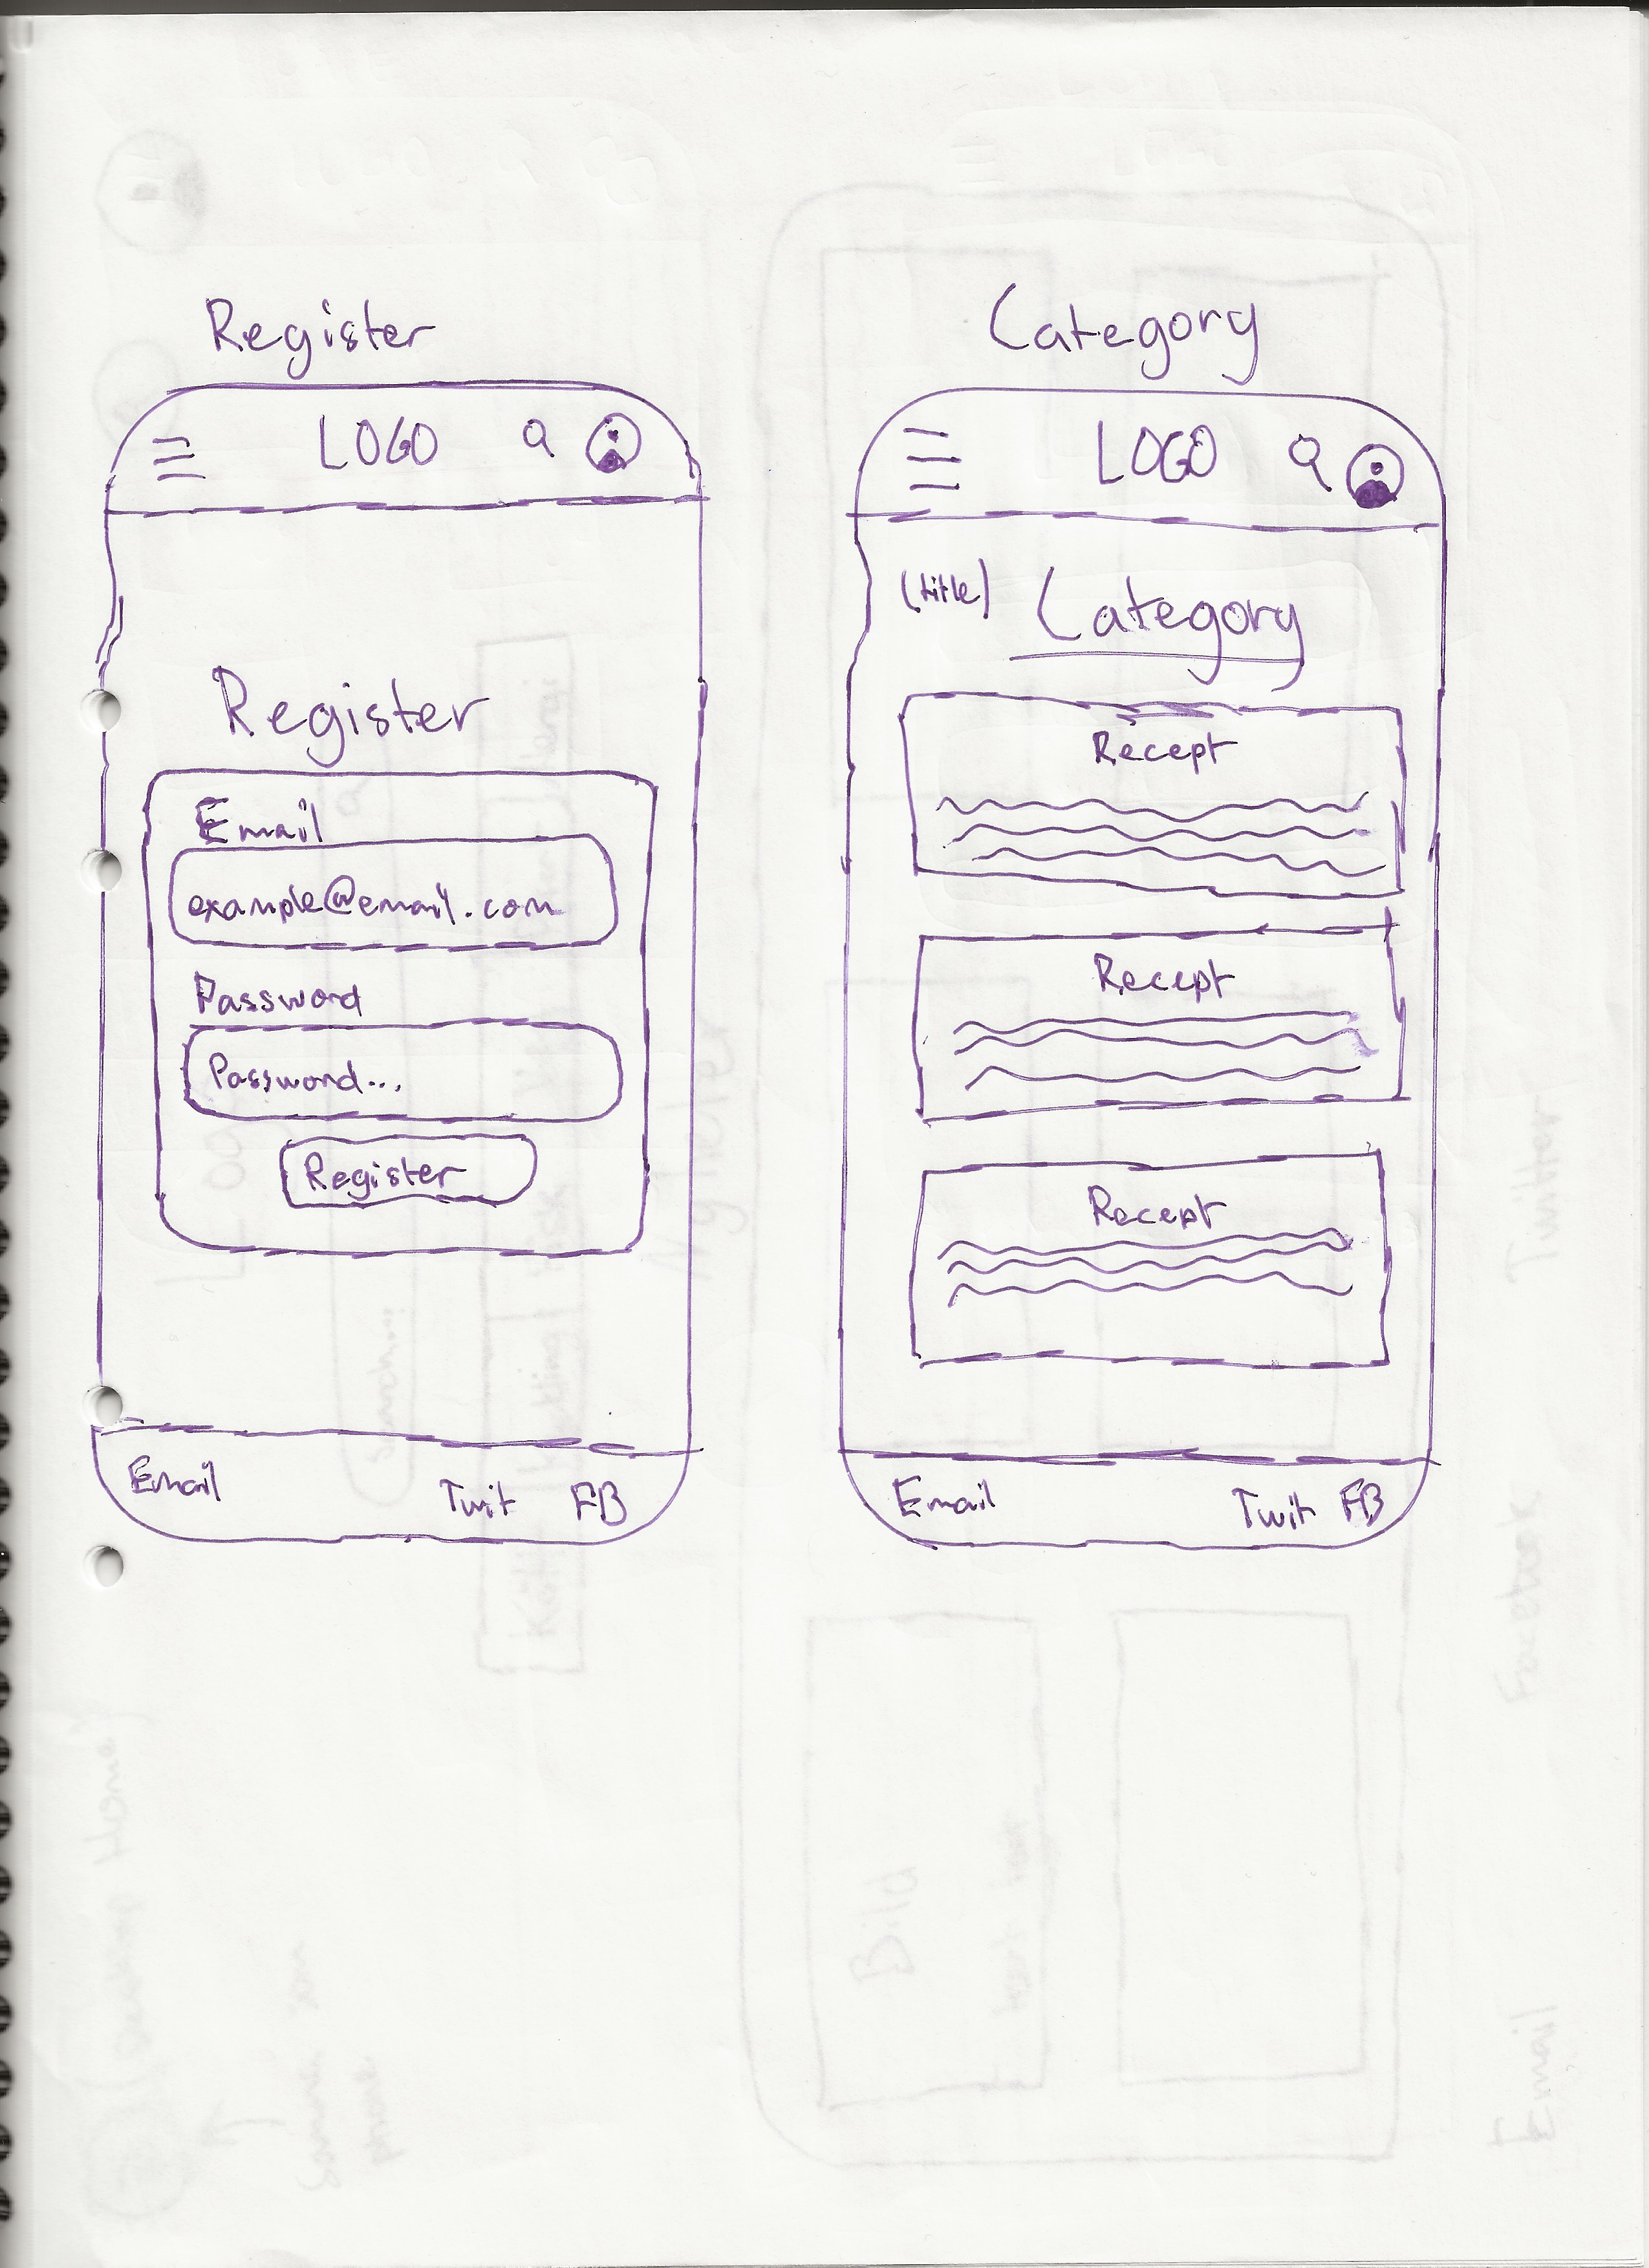 Register
LOGO
Register
Email
example@email.com
Password
Password...
Register
Email Twit FB
Category
LOGO
(title) Category
Recept
Recept
Recept
Email Twit FB